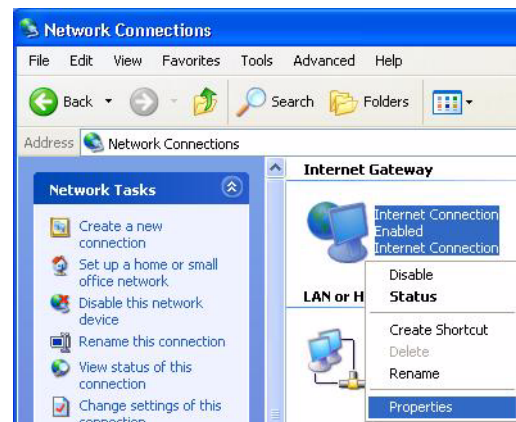 Network Connections
File Edit View Favorites Tools Advanced Help
Back Search Folders
Address Network Connections
Network Tasks
Create a new
connection
Set up a home or small
office network
Disable this network
device
Rename this connection
View status of this
connection
Change settings of this
connection
Internet Gateway
Internet Connection
Enabled
Internet Connection
LAN or H
Disable
Status
Create Shortcut
Delete
Rename
Properties